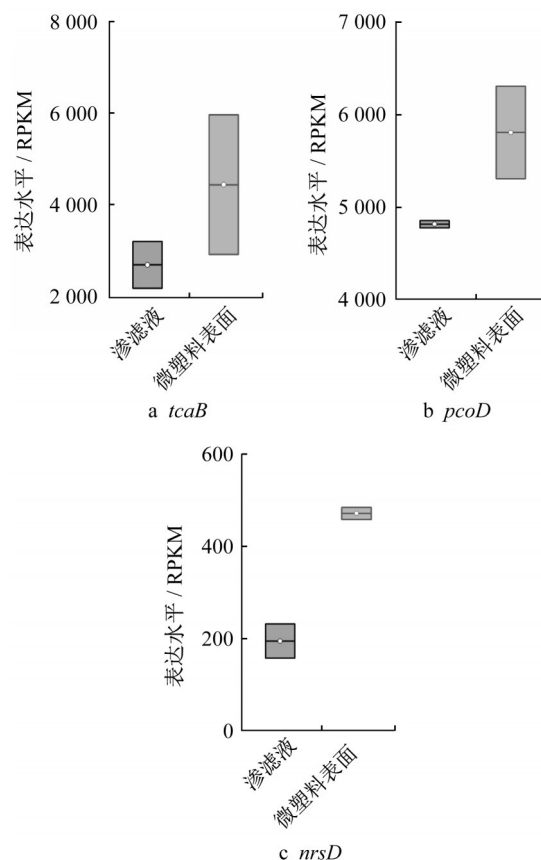 8 000
6 000
4 000
2 000
表达水平 / RPKM
渗滤液
微塑料表面
a tcaB
7 000
6 000
5 000
4 000
表达水平 / RPKM
渗滤液
微塑料表面
b pcoD
600
400
200
0
表达水平 / RPKM
渗滤液
微塑料表面
c nrsD